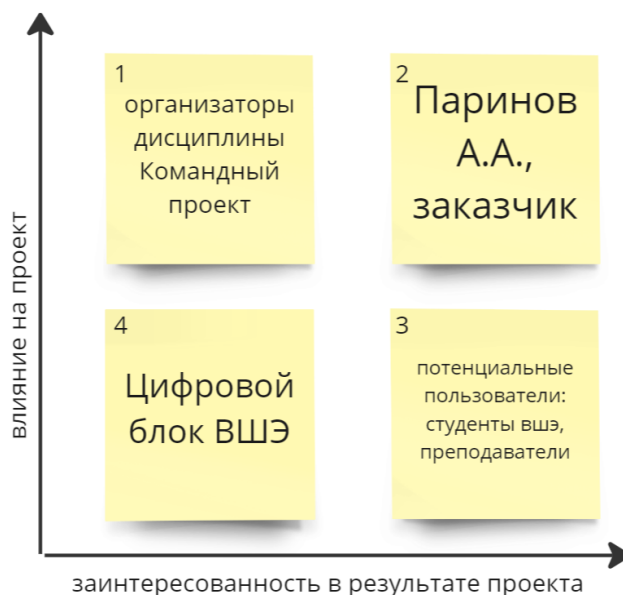 1
организаторы
дисциплины
Командный
проект
2
Паринов
А.А.,
заказчик
4
Цифровой
блок ВШЭ
3
потенциальные
пользователи:
студенты вшэ,
преподаватели
влияние на проект
заинтересованность в результате проекта